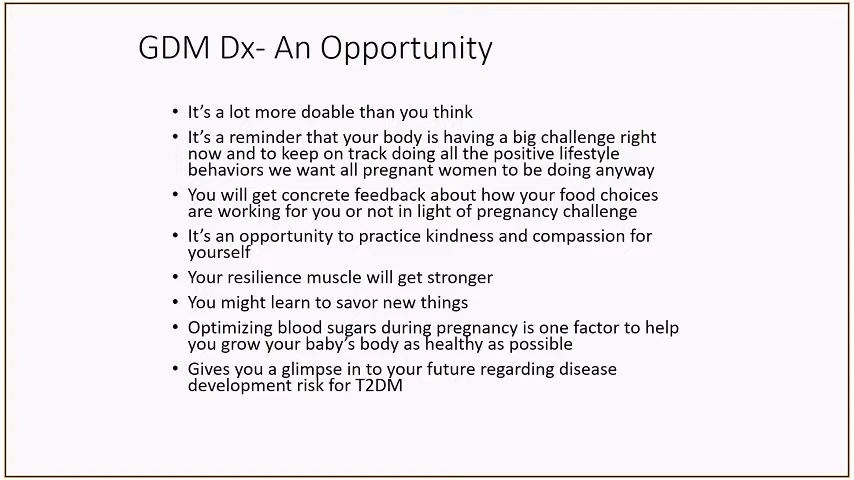 GDM Dx- An Opportunity
• It's a lot more doable than you think
• It's a reminder that your body is having a big challenge right
now and to keep on track doing all the positive lifestyle
behaviors we want all pregnant women to be doing anyway
• You will get concrete feedback about how your food choices
are working for you or not in light of pregnancy challenge
• It's an opportunity to practice kindness and compassion for
yourself
• Your resilience muscle will get stronger
• You might learn to savor new things
• Optimizing blood sugars during pregnancy is one factor to help
you grow your baby's body as healthy as possible
• Gives you a glimpse in to your future regarding disease
development risk for T2DM